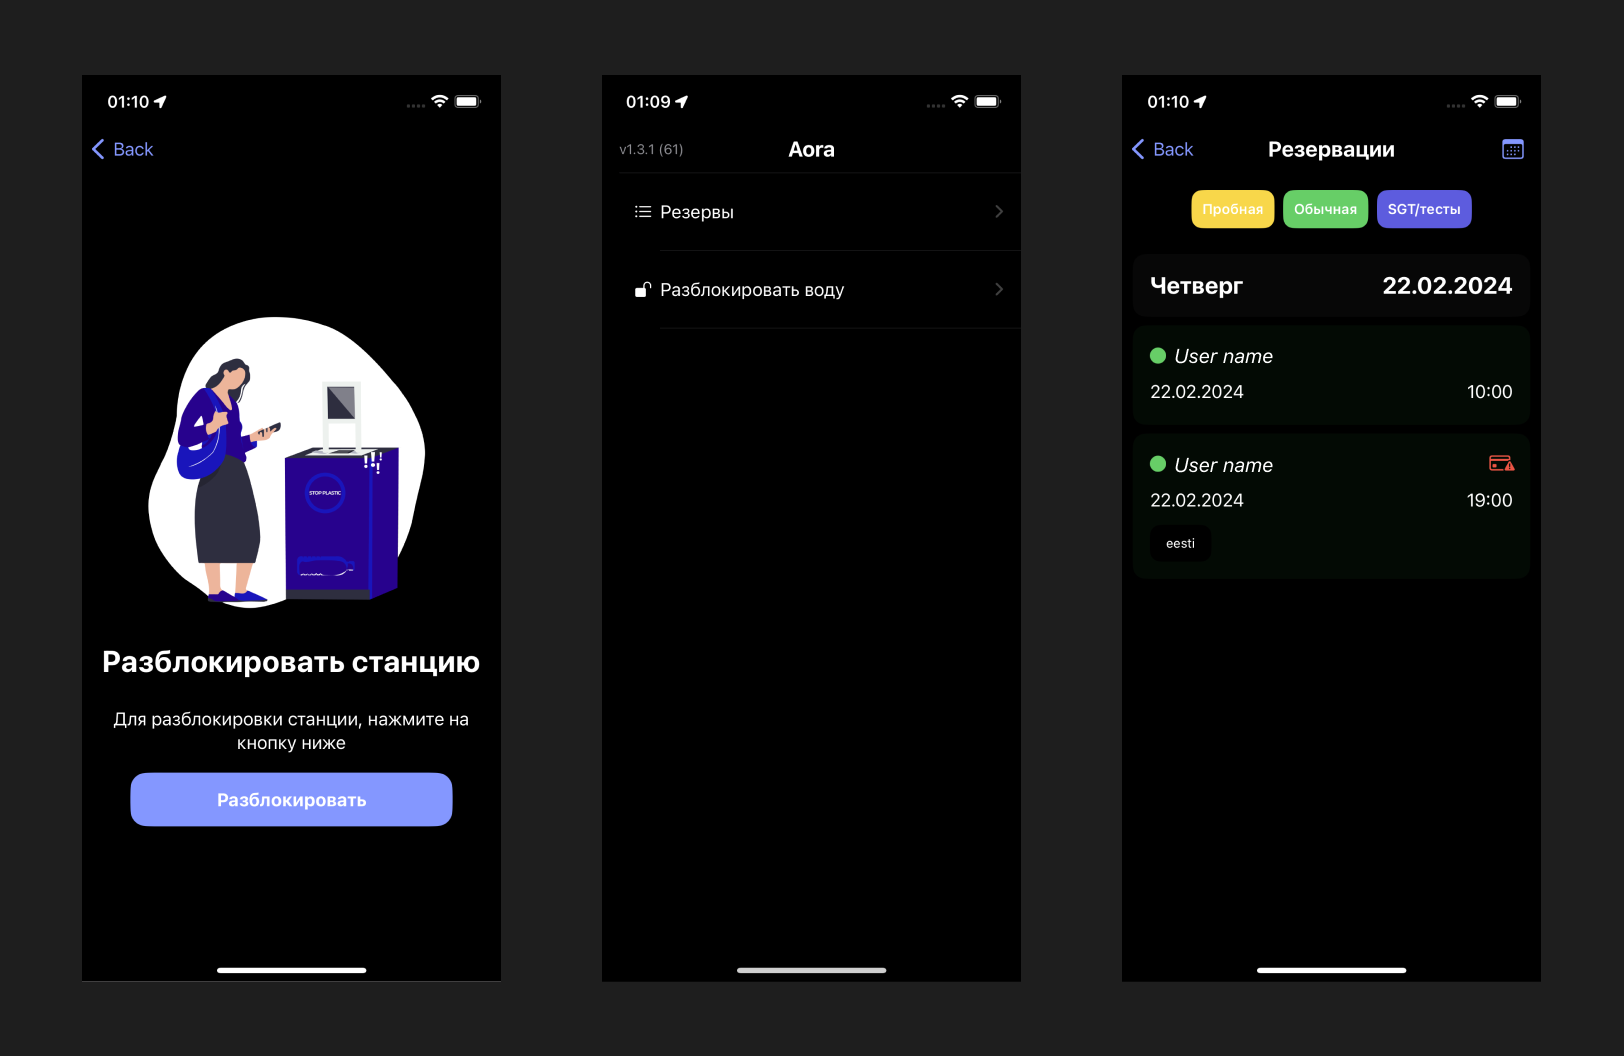 01:10
Back
STOP PLASTIC
Разблокировать станцию
Для разблокировки станции, нажмите на
кнопку ниже
Разблокировать
01:09
v1.3.1 (61)
Aora
Резервы
Разблокировать воду
01:10
Back
Резервации
Пробная
Обычная
SGT/тесты
Четверг
22.02.2024
User name
22.02.2024
10:00
User name
22.02.2024
19:00
eesti